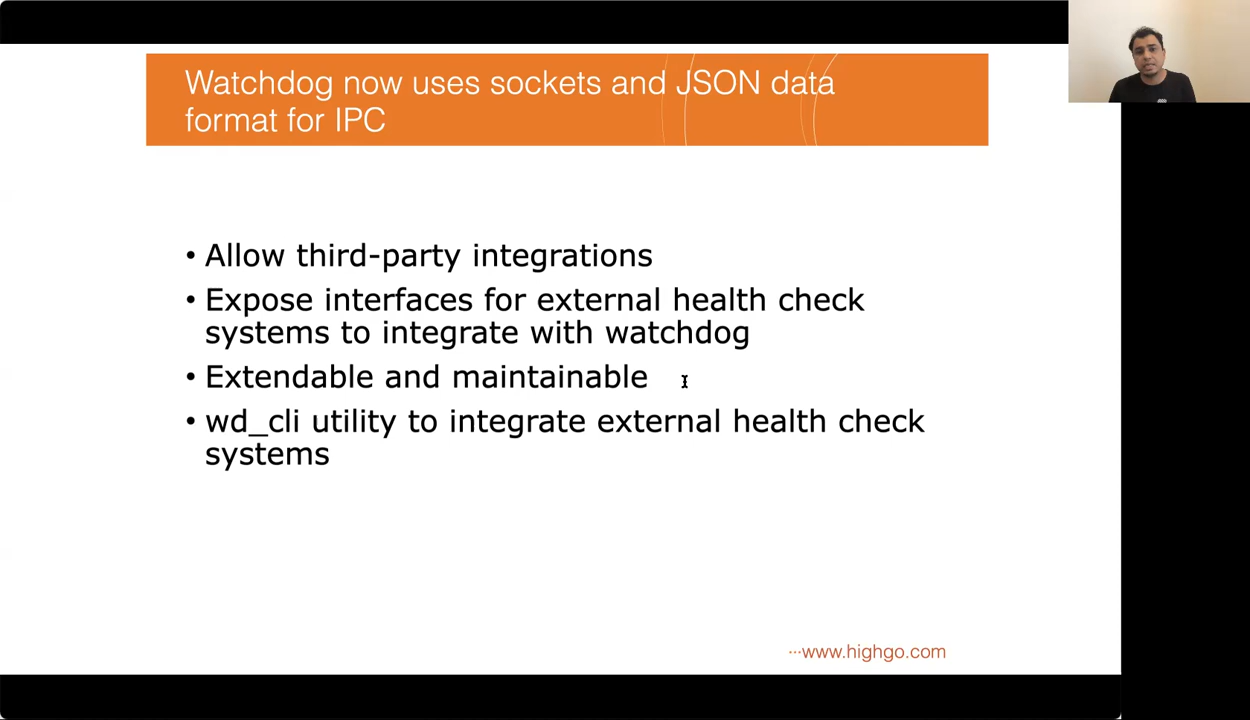 Watchdog now uses sockets and JSON data
format for IPC
• Allow third-party integrations
• Expose interfaces for external health check
systems to integrate with watchdog
• Extendable and maintainable
• wd_cli utility to integrate external health check
systems
···www.highgo.com